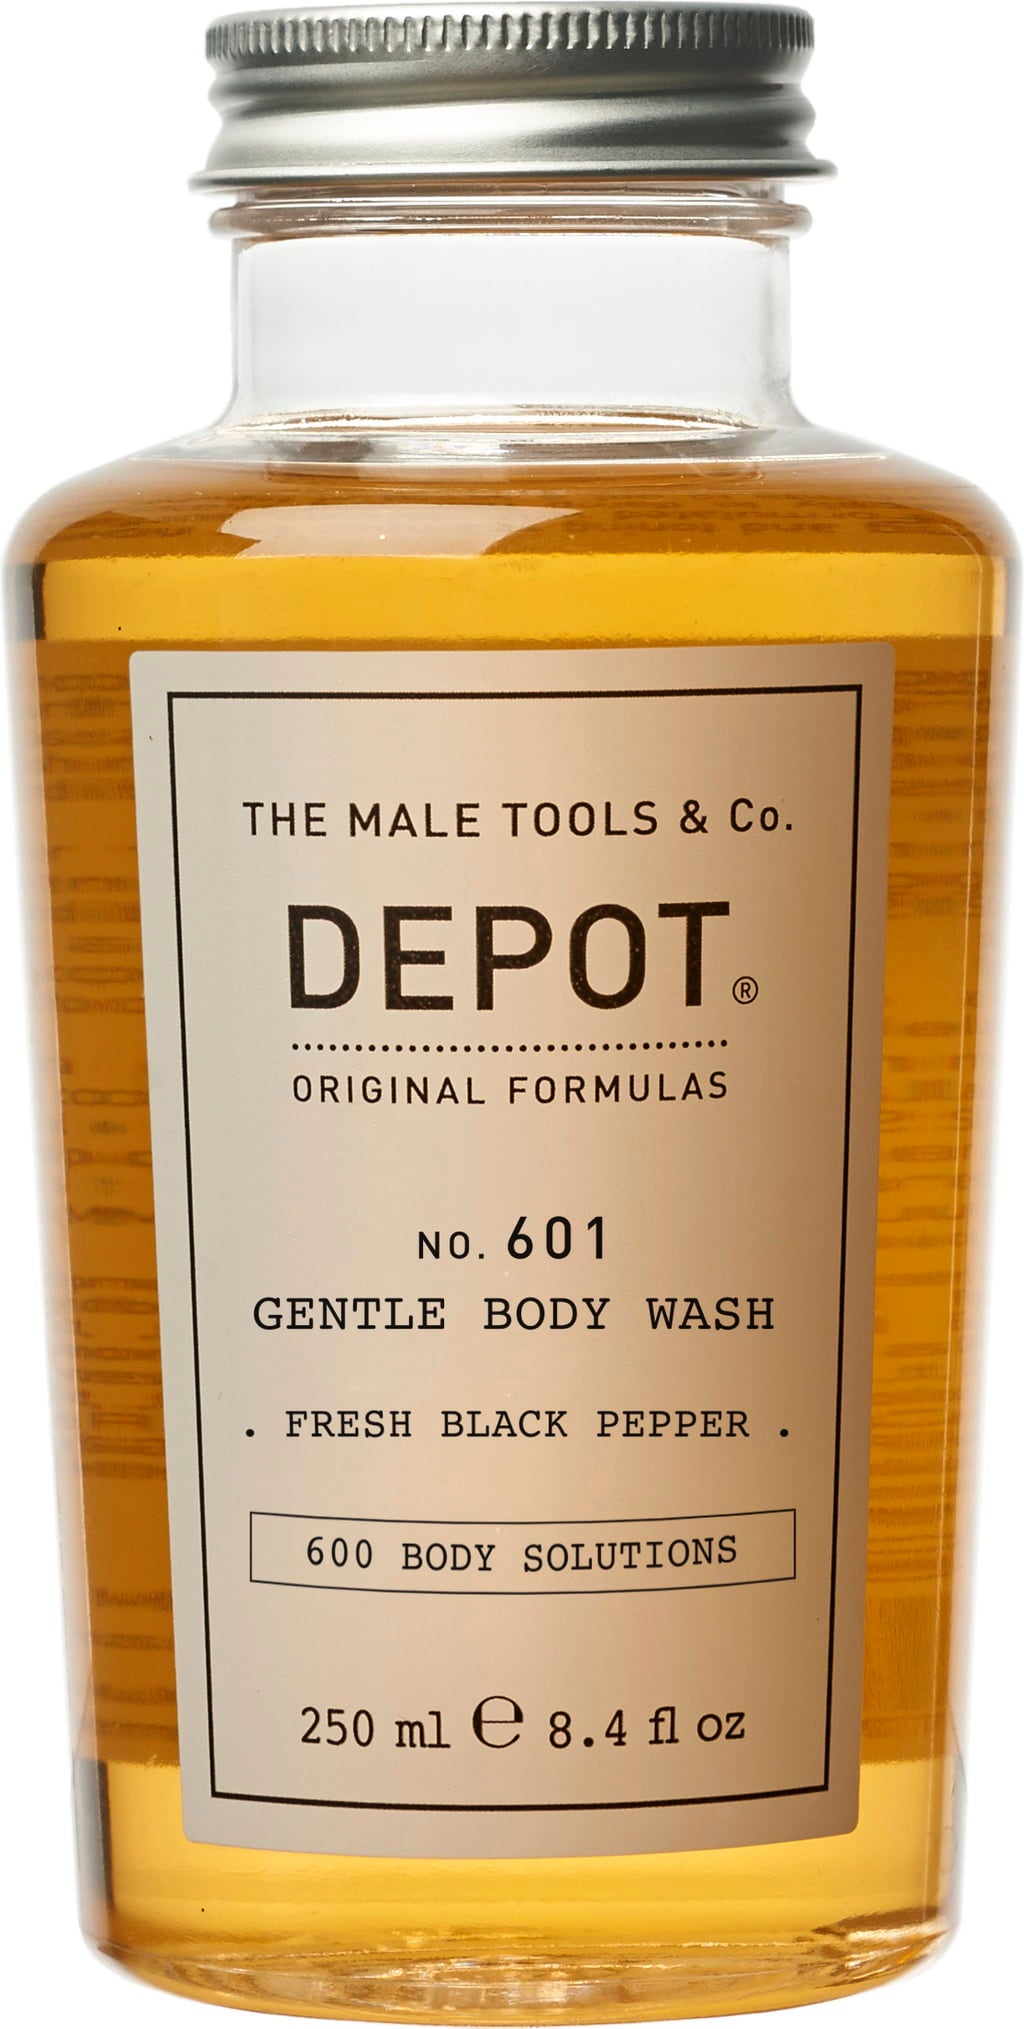 THE MALE TOOLS & Co.
DEPOT®
ORIGINAL FORMULAS
NO. 601
GENTLE BODY WASH
. FRESH BLACK PEPPER .
600 BODY SOLUTIONS
250 ml ℮ 8.4 fl oz